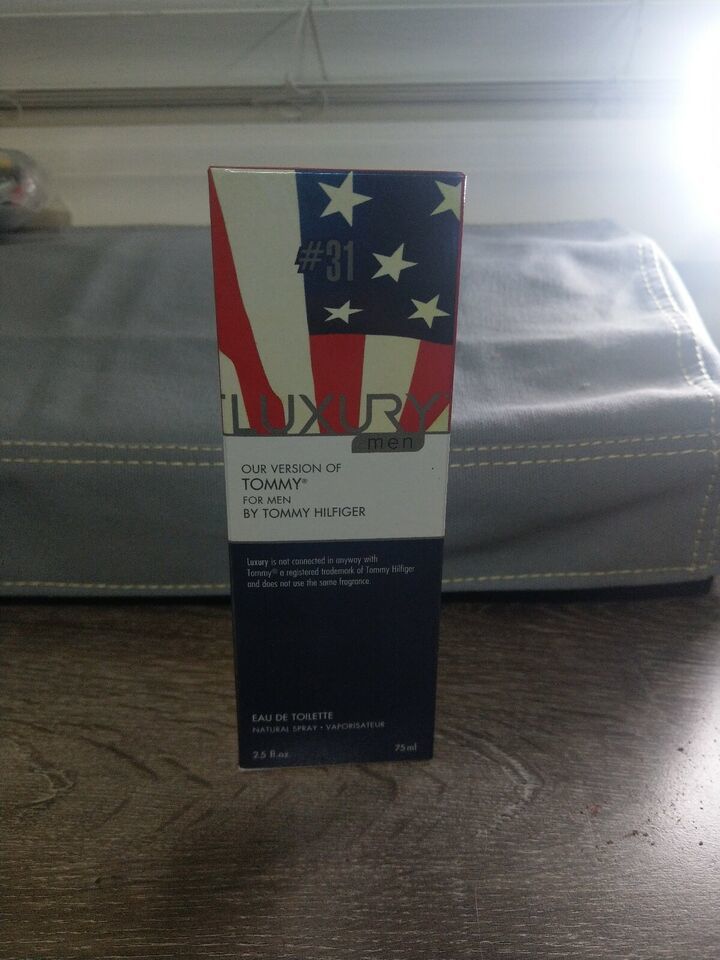 #31
LUXURY
men
OUR VERSION OF
TOMMY®
FOR MEN
BY TOMMY HILFIGER
Luxury is not connected in anyway with
Tommy® a registered trademark of Tommy Hilfiger
and does not use the same fragrance.
EAU DE TOILETTE
NATURAL SPRAY • VAPORISATEUR
2.5 fl.oz. 75ml